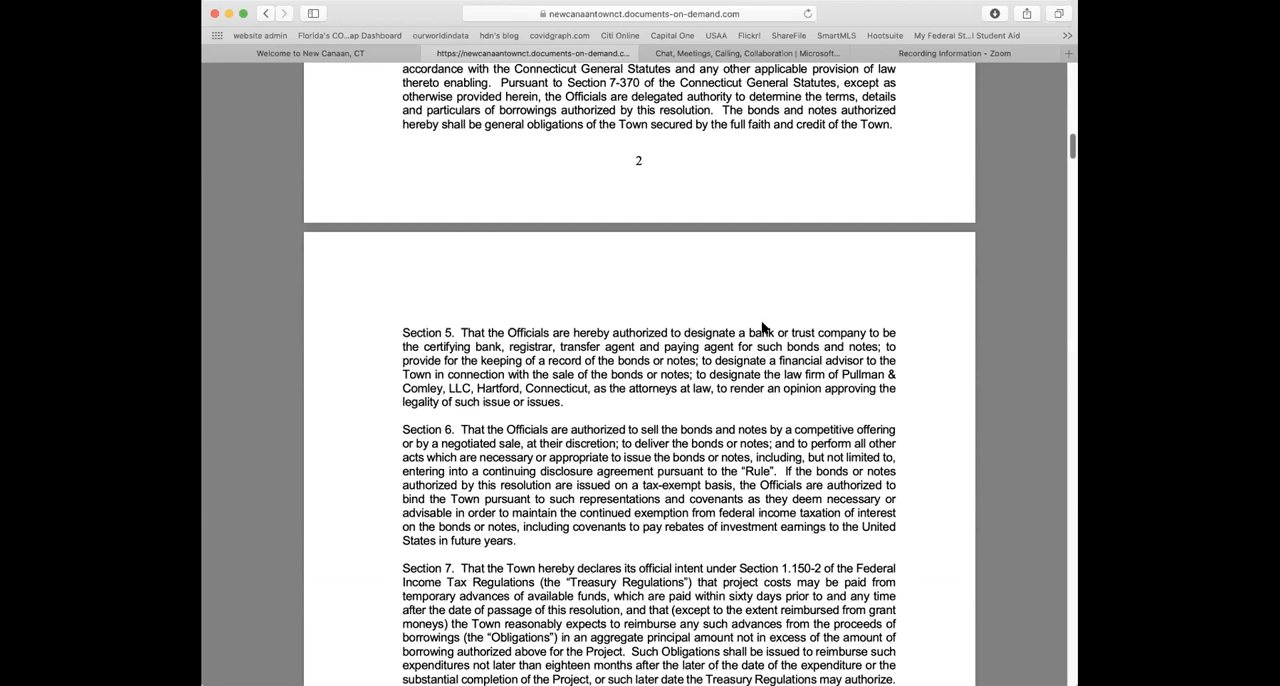 newcanaantownct.documents-on-demand.com
website admin Florida's CO...ap Dashboard ourworldindata hdn's blog covidgraph.com Citi Online Capital One USAA Flickr! ShareFile SmartMLS Hootsuite My Federal St...l Student Aid >>
Welcome to New Canaan, CT https://newcanaantownct.documents-on-demand.c... Chat, Meetings, Calling, Collaboration | Microsoft... Recording Information - Zoom +
accordance with the Connecticut General Statutes and any other applicable provision of law
thereto enabling. Pursuant to Section 7-370 of the Connecticut General Statutes, except as
otherwise provided herein, the Officials are delegated authority to determine the terms, details
and particulars of borrowings authorized by this resolution. The bonds and notes authorized
hereby shall be general obligations of the Town secured by the full faith and credit of the Town.
2
Section 5. That the Officials are hereby authorized to designate a bank or trust company to be
the certifying bank, registrar, transfer agent and paying agent for such bonds and notes; to
provide for the keeping of a record of the bonds or notes; to designate a financial advisor to the
Town in connection with the sale of the bonds or notes; to designate the law firm of Pullman &
Comley, LLC, Hartford, Connecticut, as the attorneys at law, to render an opinion approving the
legality of such issue or issues.
Section 6. That the Officials are authorized to sell the bonds and notes by a competitive offering
or by a negotiated sale, at their discretion; to deliver the bonds or notes; and to perform all other
acts which are necessary or appropriate to issue the bonds or notes, including, but not limited to,
entering into a continuing disclosure agreement pursuant to the “Rule”. If the bonds or notes
authorized by this resolution are issued on a tax-exempt basis, the Officials are authorized to
bind the Town pursuant to such representations and covenants as they deem necessary or
advisable in order to maintain the continued exemption from federal income taxation of interest
on the bonds or notes, including covenants to pay rebates of investment earnings to the United
States in future years.
Section 7. That the Town hereby declares its official intent under Section 1.150-2 of the Federal
Income Tax Regulations (the “Treasury Regulations”) that project costs may be paid from
temporary advances of available funds, which are paid within sixty days prior to and any time
after the date of passage of this resolution, and that (except to the extent reimbursed from grant
moneys) the Town reasonably expects to reimburse any such advances from the proceeds of
borrowings (the “Obligations”) in an aggregate principal amount not in excess of the amount of
borrowing authorized above for the Project. Such Obligations shall be issued to reimburse such
expenditures not later than eighteen months after the later of the date of the expenditure or the
substantial completion of the Project, or such later date the Treasury Regulations may authorize.